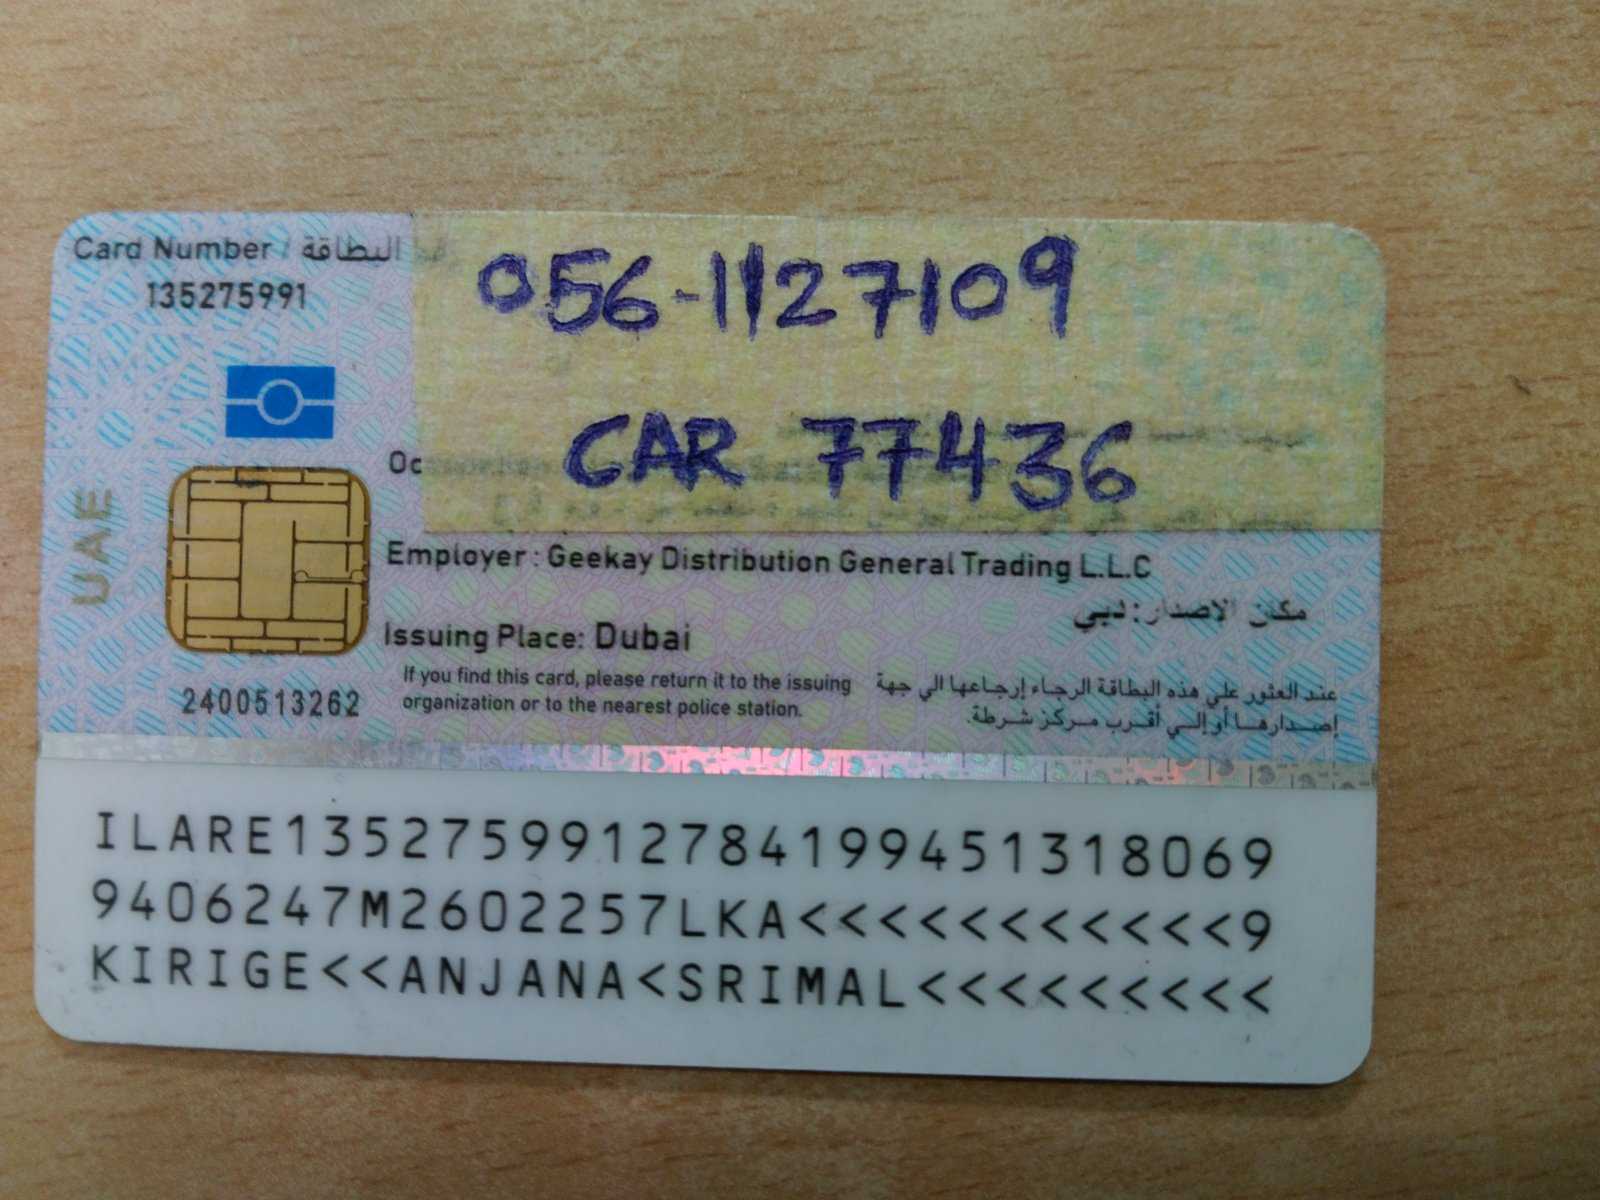 Card Number / البطاقة
135275991
056-1127109
CAR 77436
UAE
Employer : Geekay Distribution General Trading L.L.C
مكان الاصدار: دبي
Issuing Place: Dubai
If you find this card, please return it to the issuing
organization or to the nearest police station.
عند العثور علي هذه البطاقة الرجاء إرجاعها الي جهة
إصدارها أو إلي أقرب مركز شرطة.
2400513262
ILARE1352759912784199451318069
9406247M2602257LKA<<<<<<<<<<<9
KIRIGE<<ANJANA<SRIMAL<<<<<<<<<